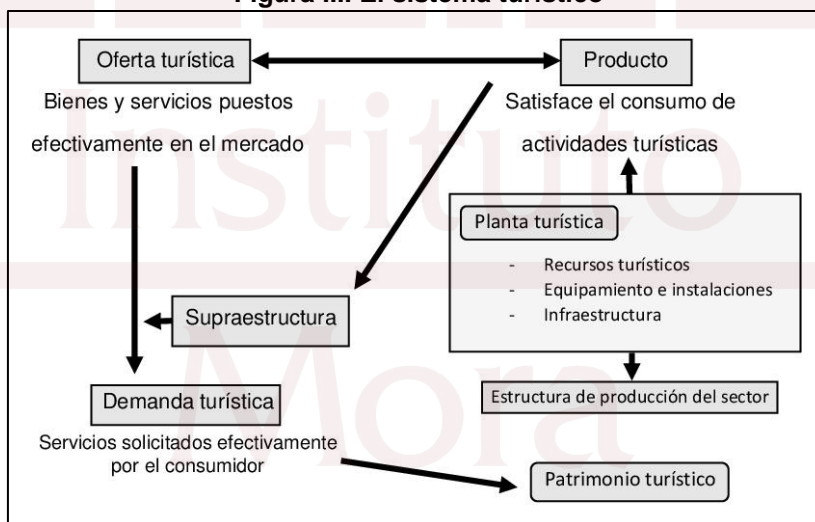 Figura III. El sistema turístico
Oferta turística
Bienes y servicios puestos
efectivamente en el mercado
Producto
Satisface el consumo de
actividades turísticas
Planta turística
- Recursos turísticos
- Equipamiento e instalaciones
- Infraestructura
Supraestructura
Demanda turística
Servicios solicitados efectivamente
por el consumidor
Estructura de producción del sector
Patrimonio turístico
Instituto
Mora